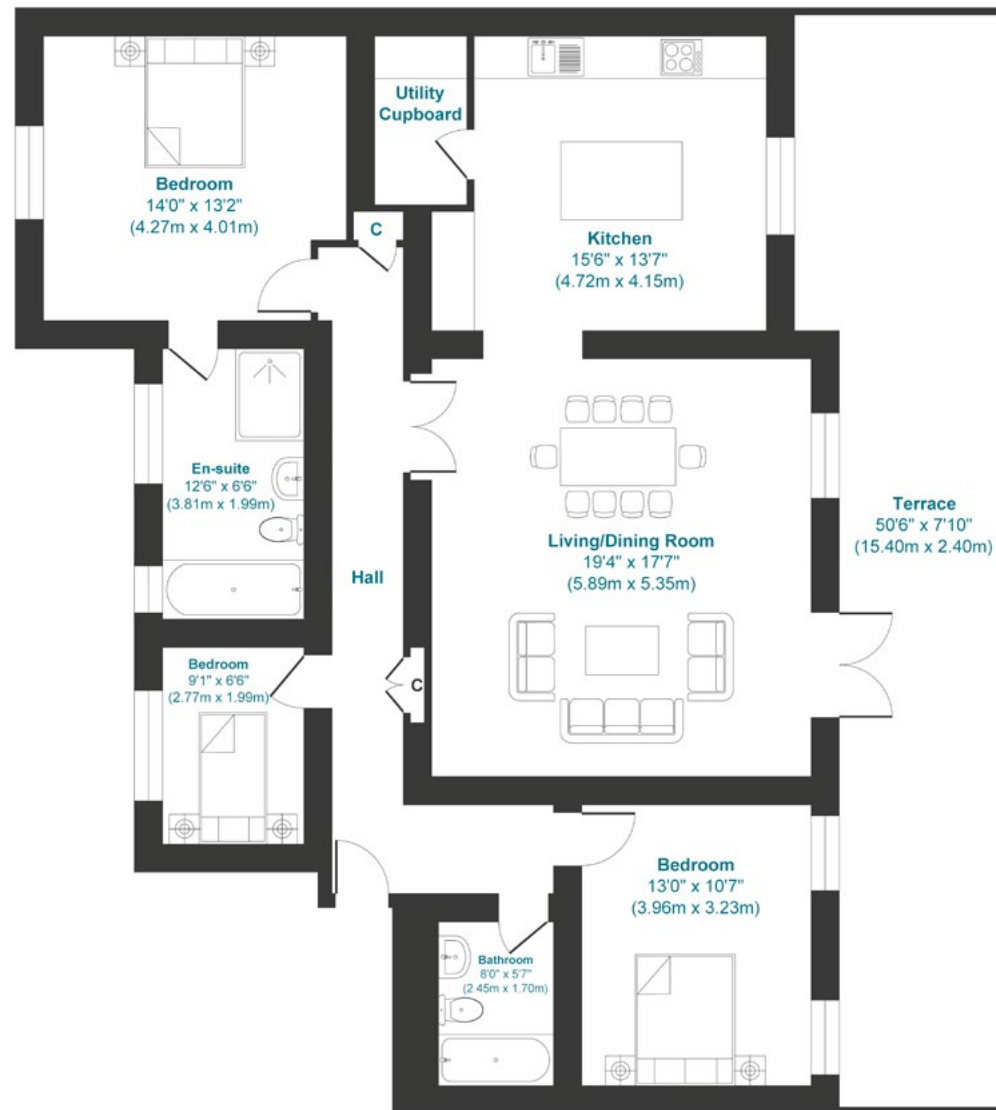 Bedroom
14'0" x 13'2"
(4.27m x 4.01m)
Utility
Cupboard
C
Kitchen
15'6" x 13'7"
(4.72m x 4.15m)
En-suite
12'6" x 6'6"
(3.81m x 1.99m)
Hall
Living/Dining Room
19'4" x 17'7"
(5.89m x 5.35m)
Terrace
50'6" x 7'10"
(15.40m x 2.40m)
Bedroom
9'1" x 6'6"
(2.77m x 1.99m)
C
Bedroom
13'0" x 10'7"
(3.96m x 3.23m)
Bathroom
8'0" x 5'7"
(2.45m x 1.70m)